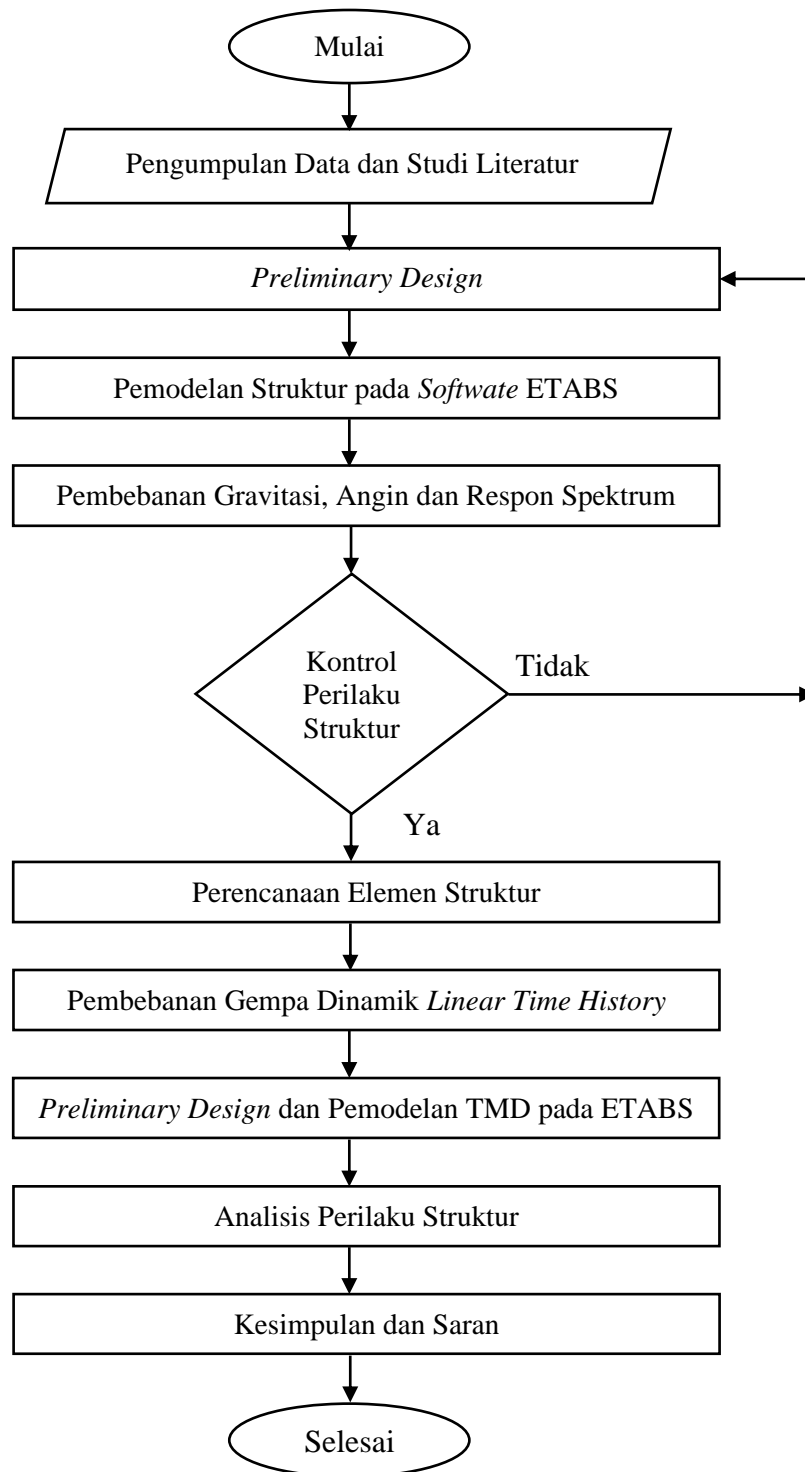 Mulai
Pengumpulan Data dan Studi Literatur
Preliminary Design
Pemodelan Struktur pada Softwate ETABS
Pembebanan Gravitasi, Angin dan Respon Spektrum
Kontrol
Perilaku
Struktur
Tidak
Ya
Perencanaan Elemen Struktur
Pembebanan Gempa Dinamik Linear Time History
Preliminary Design dan Pemodelan TMD pada ETABS
Analisis Perilaku Struktur
Kesimpulan dan Saran
Selesai